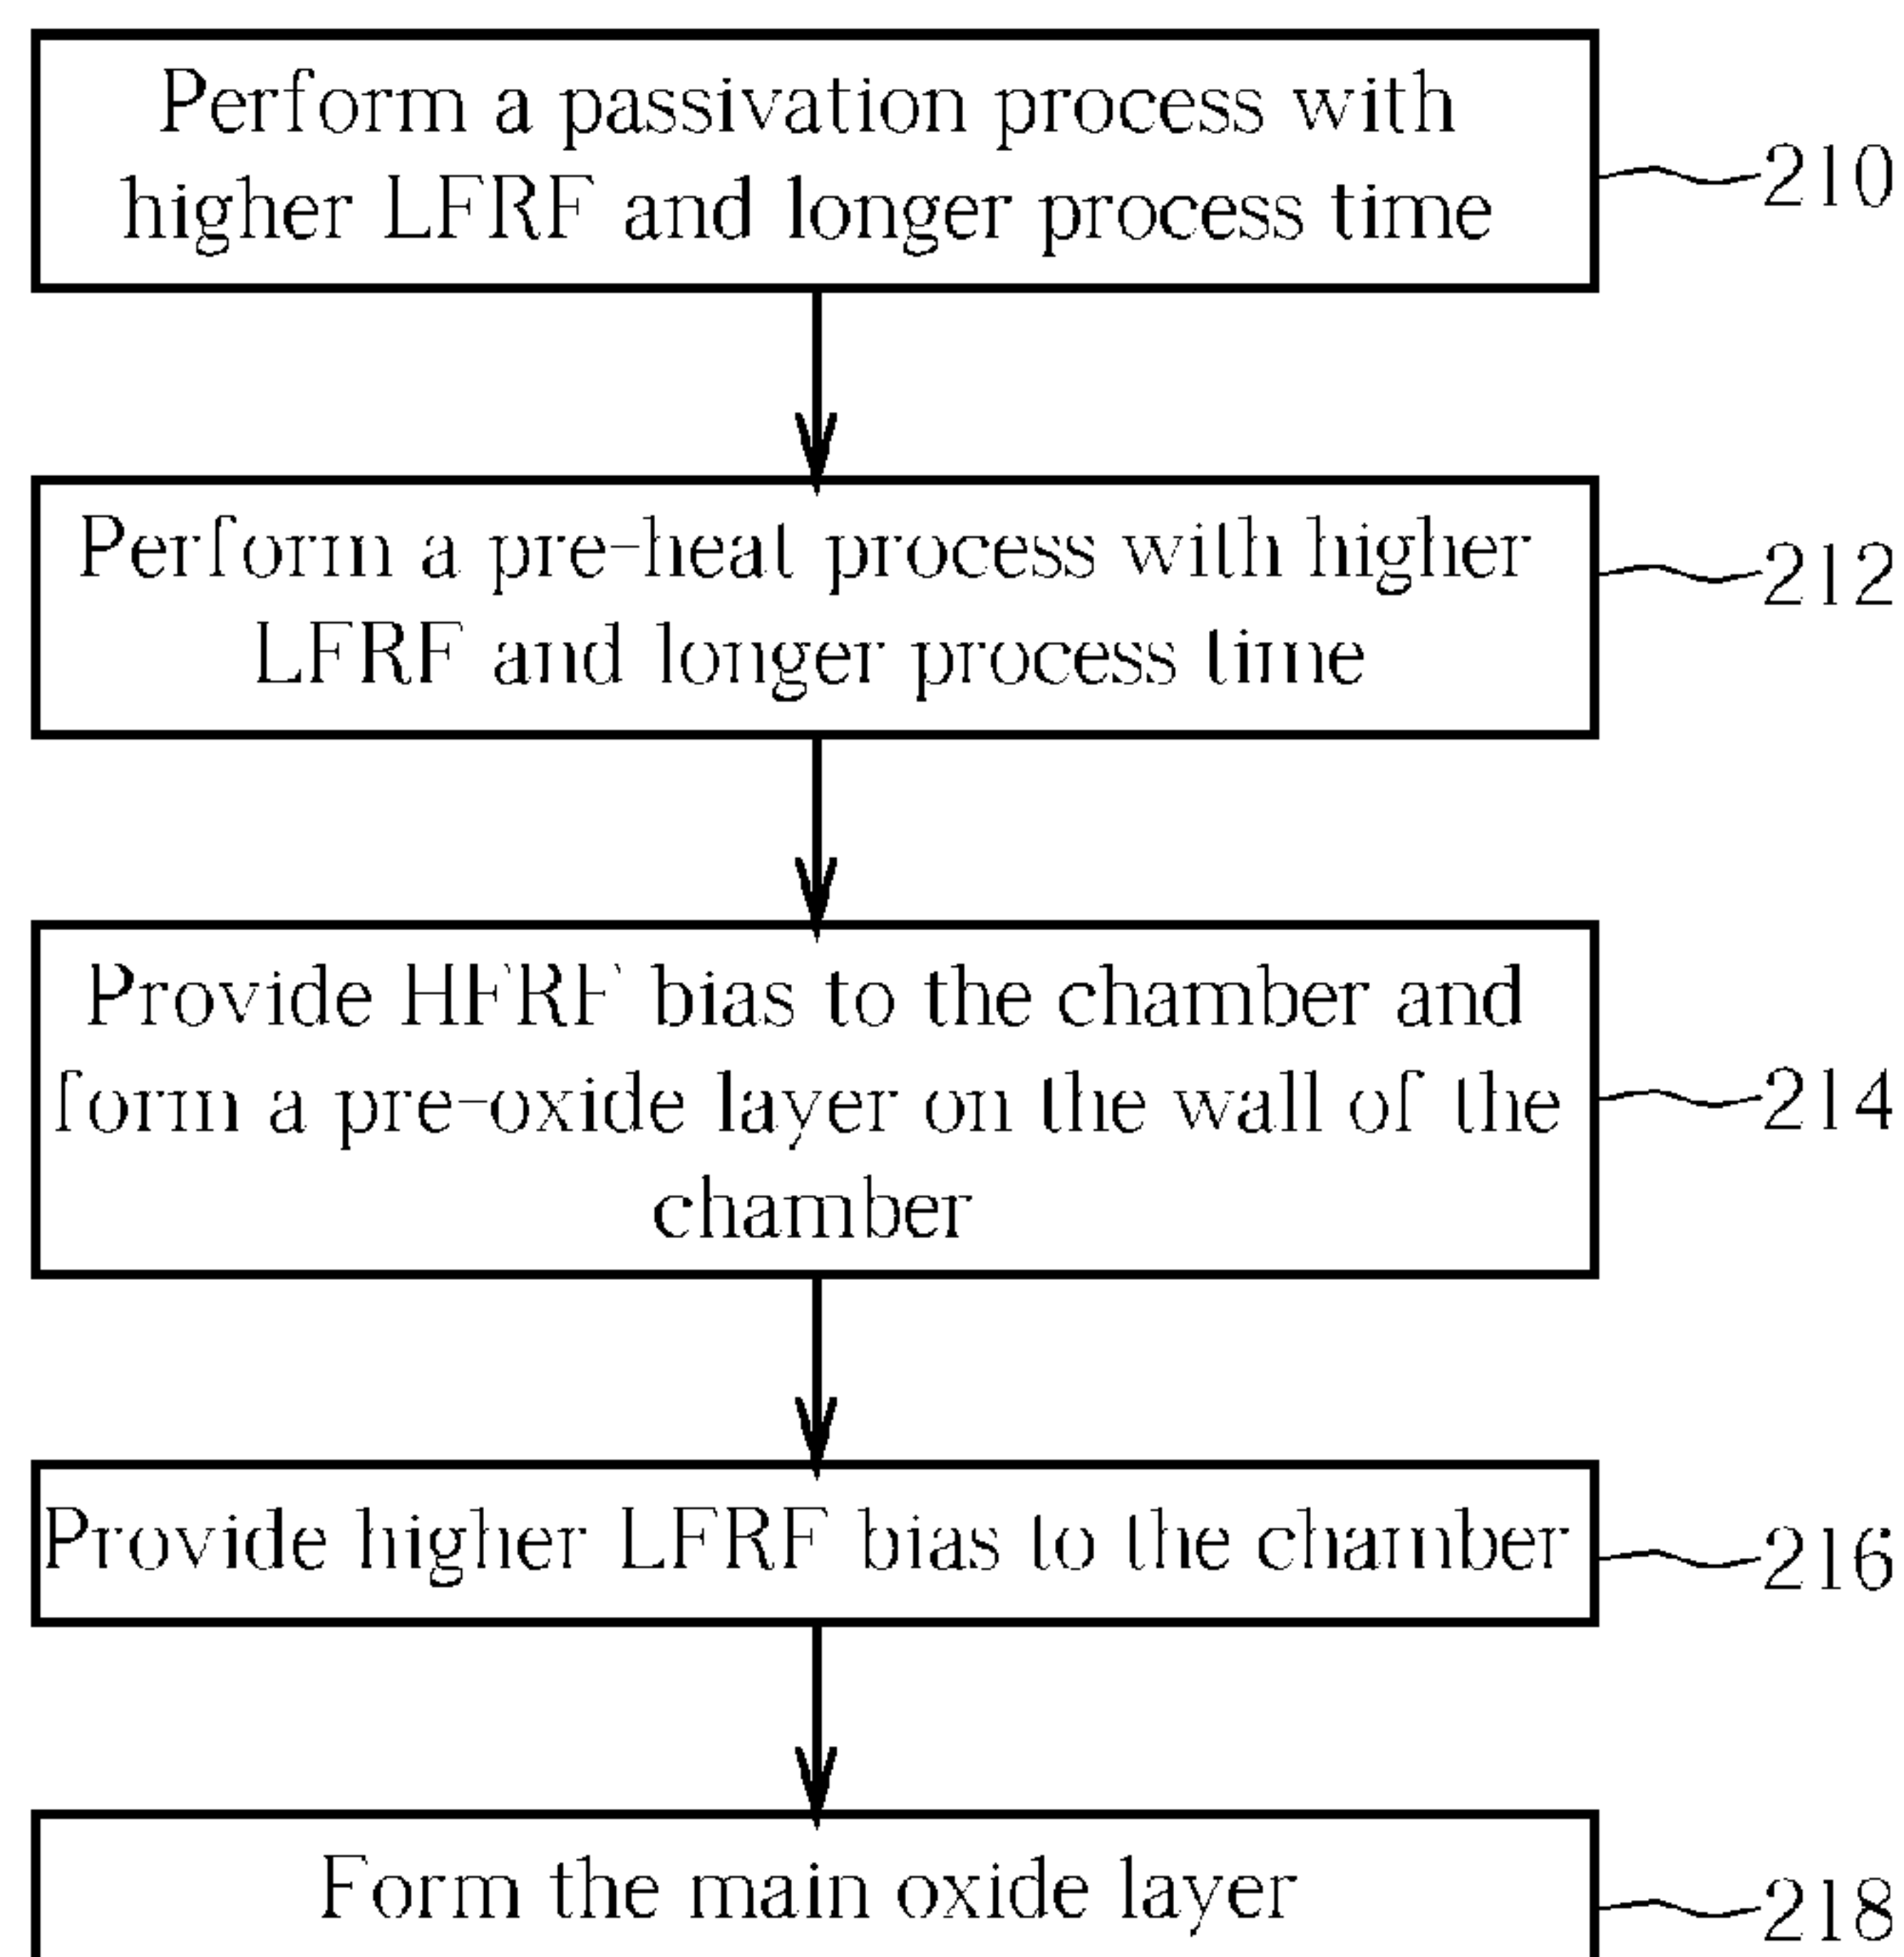 Perform a passivation process with
higher LFRF and longer process time
210
Perform a pre-heat process with higher
LFRF and longer process time
212
Provide HFRF bias to the chamber and
form a pre-oxide layer on the wall of the
chamber
214
Provide higher LFRF bias to the chamber
216
Form the main oxide layer
218